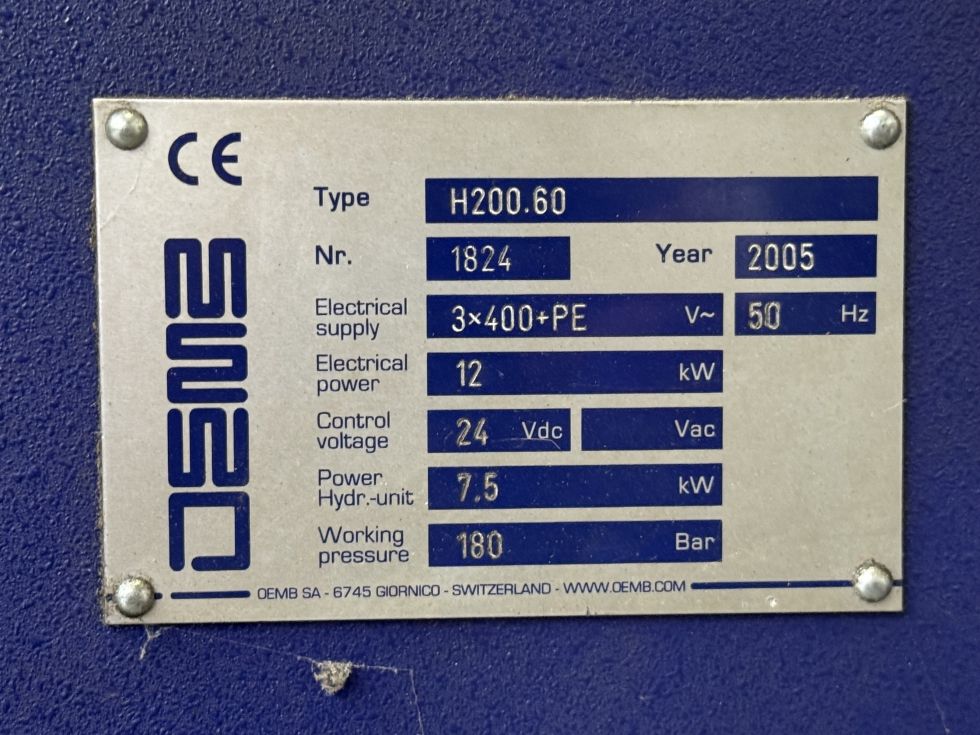 CE
OEMB
Type H200.60
Nr. 1824 Year 2005
Electrical supply 3×400+PE V~ 50 Hz
Electrical power 12 kW
Control voltage 24 Vdc Vac
Power Hydr.-unit 7.5 kW
Working pressure 180 Bar
OEMB SA - 6745 GIORNICO - SWITZERLAND - WWW.OEMB.COM